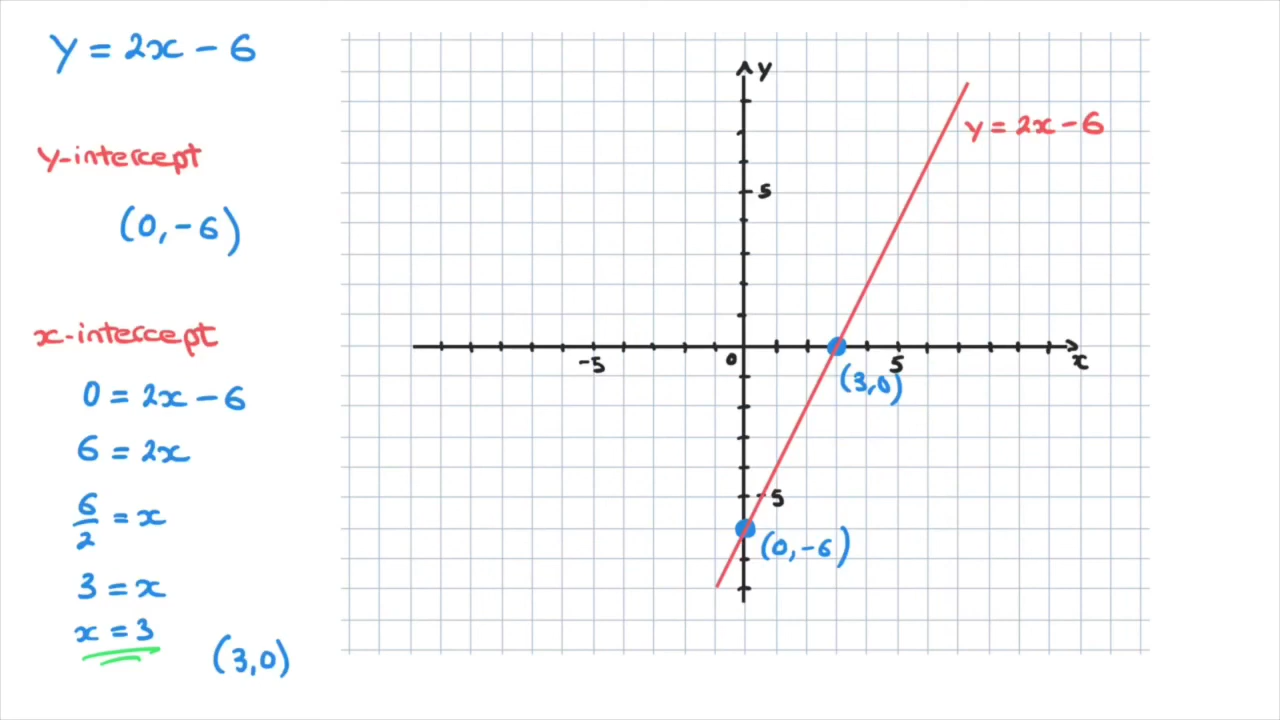 y = 2x − 6
y-intercept
(0, −6)
x-intercept
0 = 2x − 6
6 = 2x
6/2 = x
3 = x
x = 3
(3,0)
y
y = 2x − 6
5
-5
0
5
x
(3,0)
-5
(0, −6)